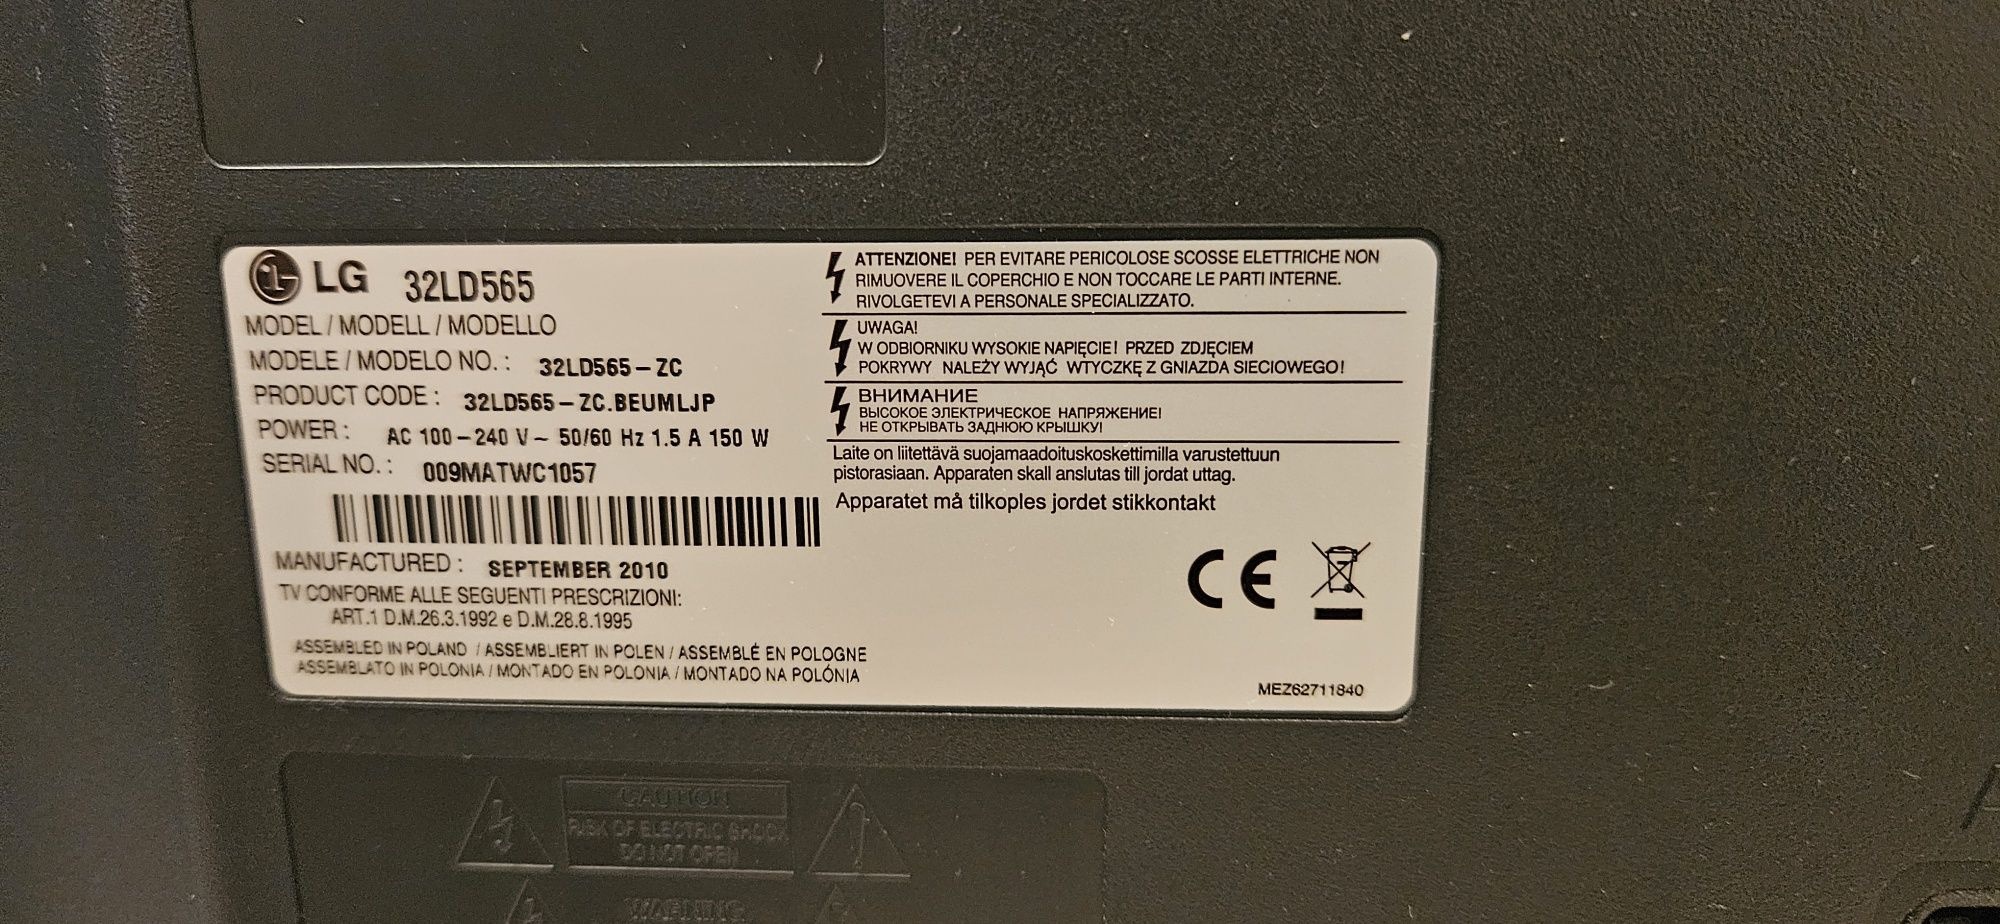 LG 32LD565
MODEL / MODELL / MODELLO
MODELE / MODELO NO. : 32LD565-ZC
PRODUCT CODE : 32LD565-ZC.BEUMLJP
POWER : AC 100-240 V~ 50/60 Hz 1.5 A 150 W
SERIAL NO. : 009MATWC1057
MANUFACTURED : SEPTEMBER 2010
TV CONFORME ALLE SEGUENTI PRESCRIZIONI:
ART.1 D.M.26.3.1992 e D.M.28.8.1995
ASSEMBLED IN POLAND / ASSEMBLIERT IN POLEN / ASSEMBLÉ EN POLOGNE
ASSEMBLATO IN POLONIA / MONTADO EN POLONIA / MONTADO NA POLÓNIA
ATTENZIONE! PER EVITARE PERICOLOSE SCOSSE ELETTRICHE NON
RIMUOVERE IL COPERCHIO E NON TOCCARE LE PARTI INTERNE.
RIVOLGETEVI A PERSONALE SPECIALIZZATO.
UWAGA!
W ODBIORNIKU WYSOKIE NAPIĘCIE! PRZED ZDJĘCIEM
POKRYWY NALEŻY WYJĄĆ WTYCZKĘ Z GNIAZDA SIECIOWEGO!
ВНИМАНИЕ
ВЫСОКОЕ ЭЛЕКТРИЧЕСКОЕ НАПРЯЖЕНИЕ!
НЕ ОТКРЫВАТЬ ЗАДНЮЮ КРЫШКУ!
Laite on liitettävä suojamaadoituskoskettimilla varustettuun
pistorasiaan. Apparaten skall anslutas till jordat uttag.
Apparatet må tilkoples jordet stikkontakt
CE
MEZ62711840
CAUTION
RISK OF ELECTRIC SHOCK
DO NOT OPEN
WARNING